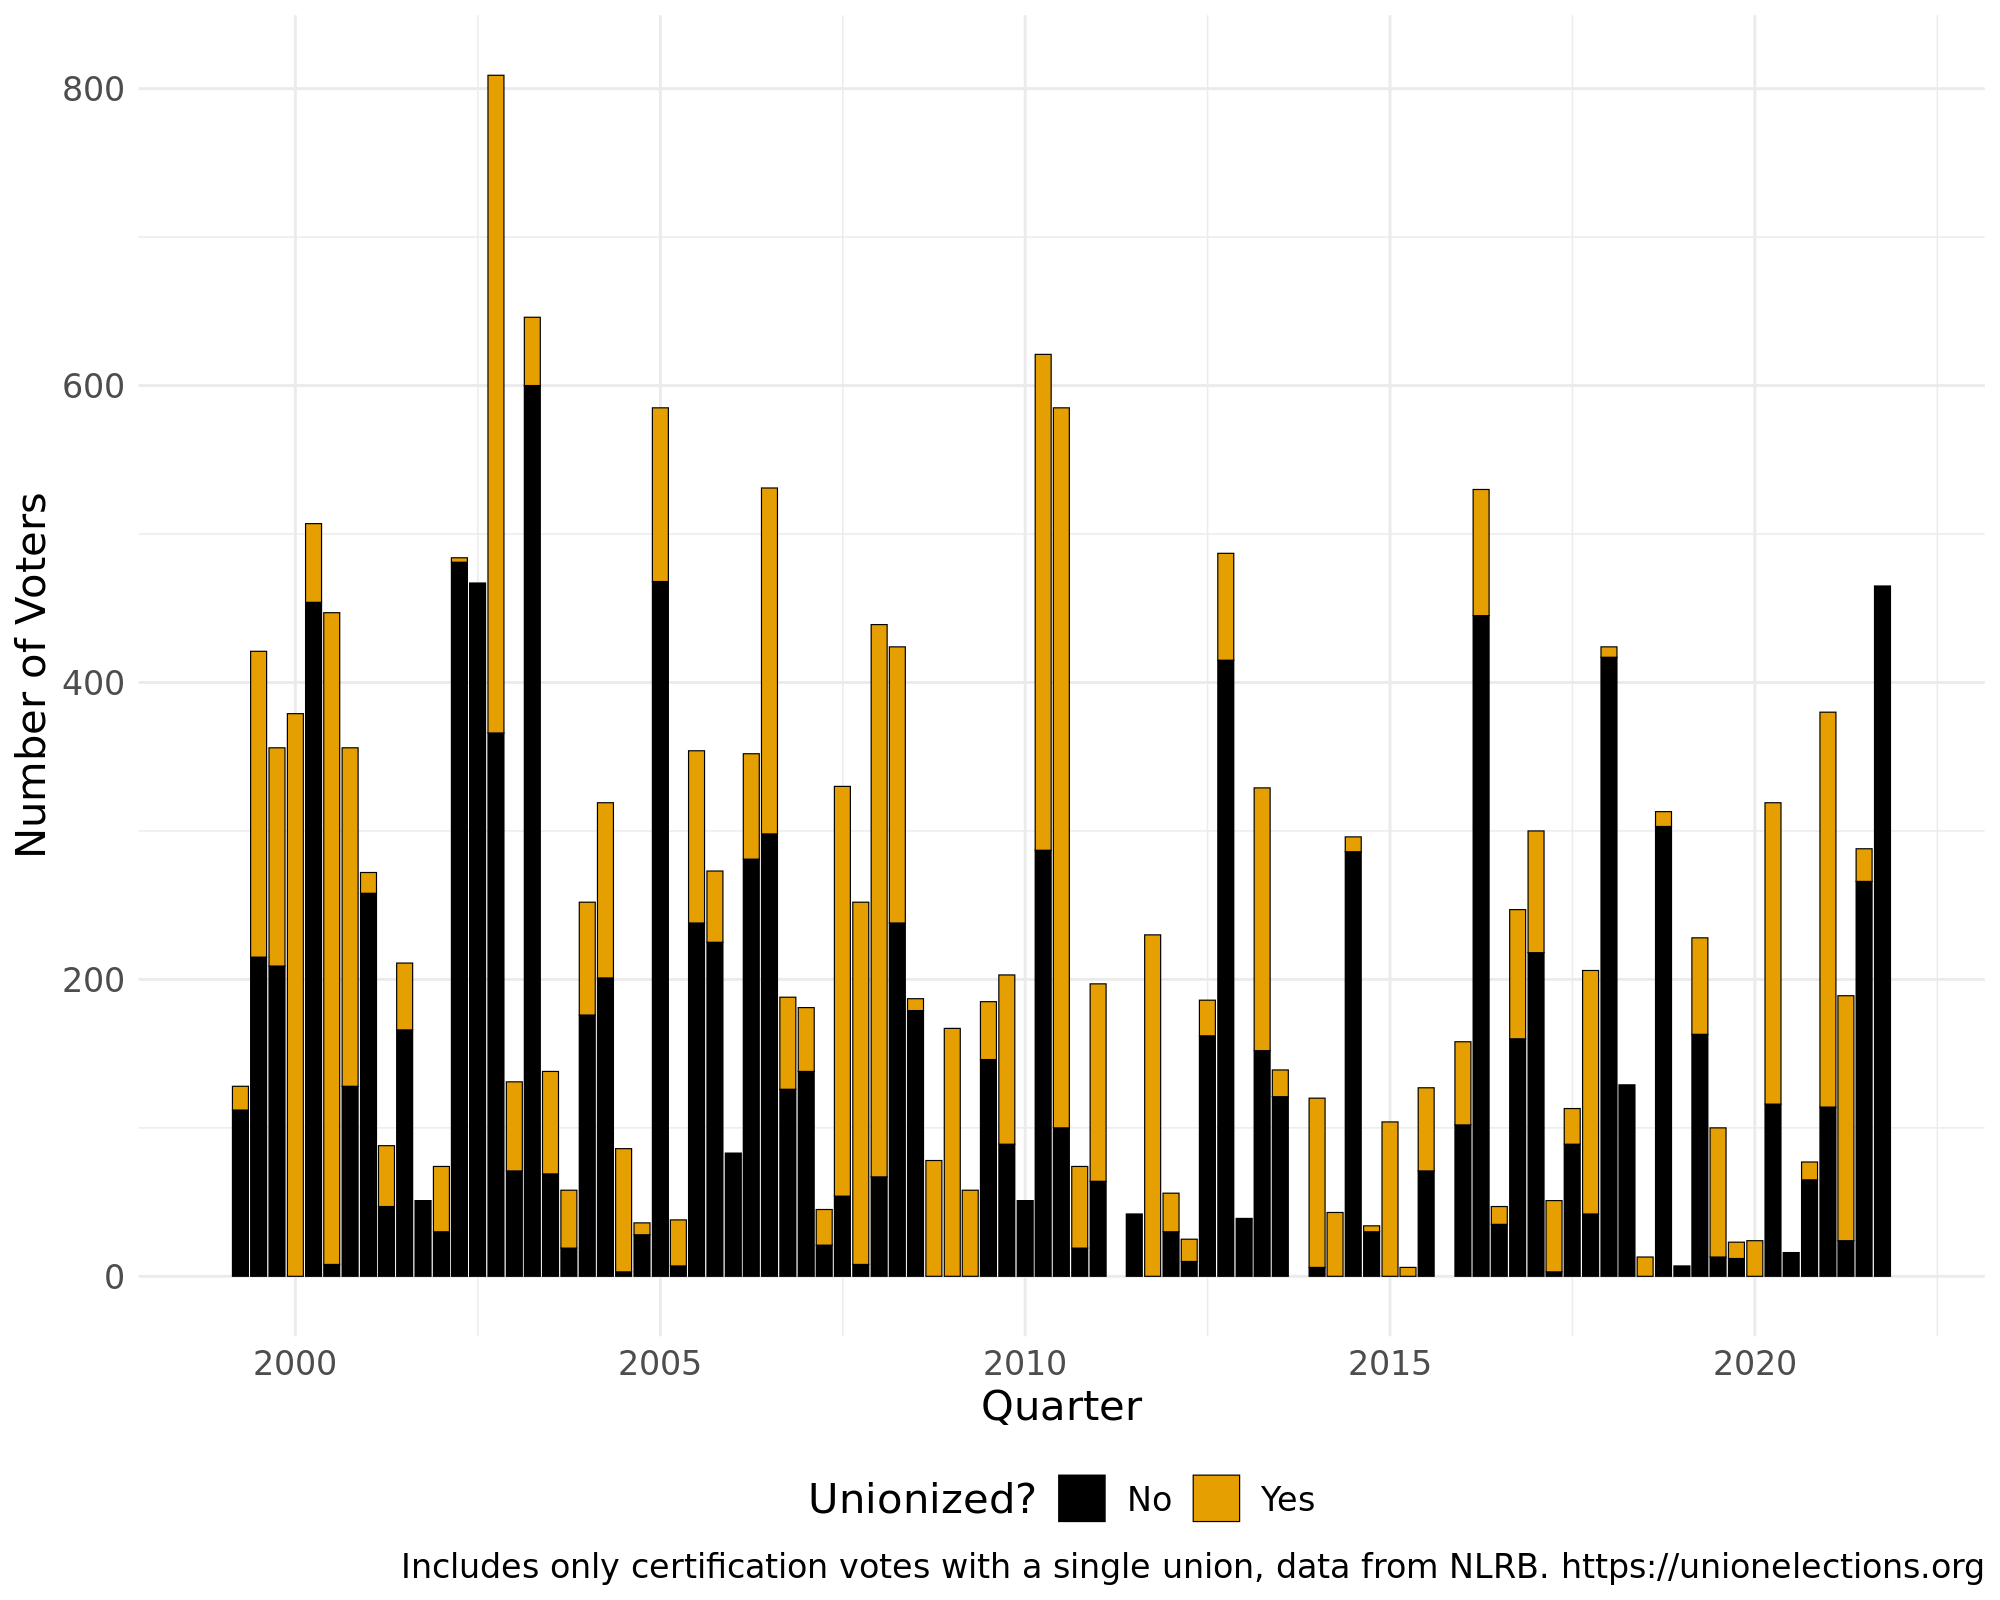 800
600
400
200
0
Number of Voters
2000 2005 2010 2015 2020
Quarter
Unionized? No Yes
Includes only certification votes with a single union, data from NLRB. https://unionelections.org